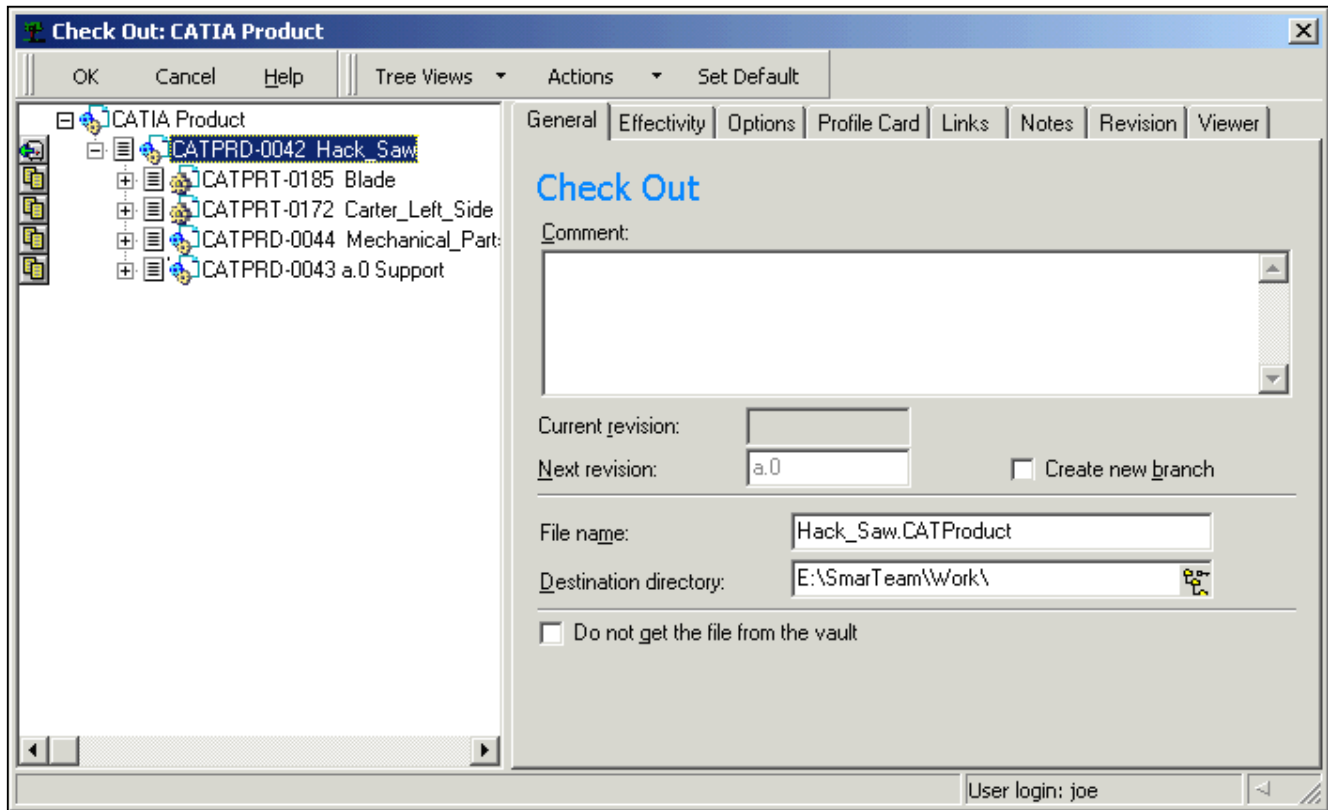 Check Out: CATIA Product
OK Cancel Help Tree Views Actions Set Default
CATIA Product
CATPRD-0042 Hack_Saw
CATPRT-0185 Blade
CATPRT-0172 Carter_Left_Side
CATPRD-0044 Mechanical_Part
CATPRD-0043 a.0 Support
General Effectivity Options Profile Card Links Notes Revision Viewer
Check Out
Comment:
Current revision:
Next revision: a.0 Create new branch
File name: Hack_Saw.CATProduct
Destination directory: E:\SmarTeam\Work\
Do not get the file from the vault
User login: joe